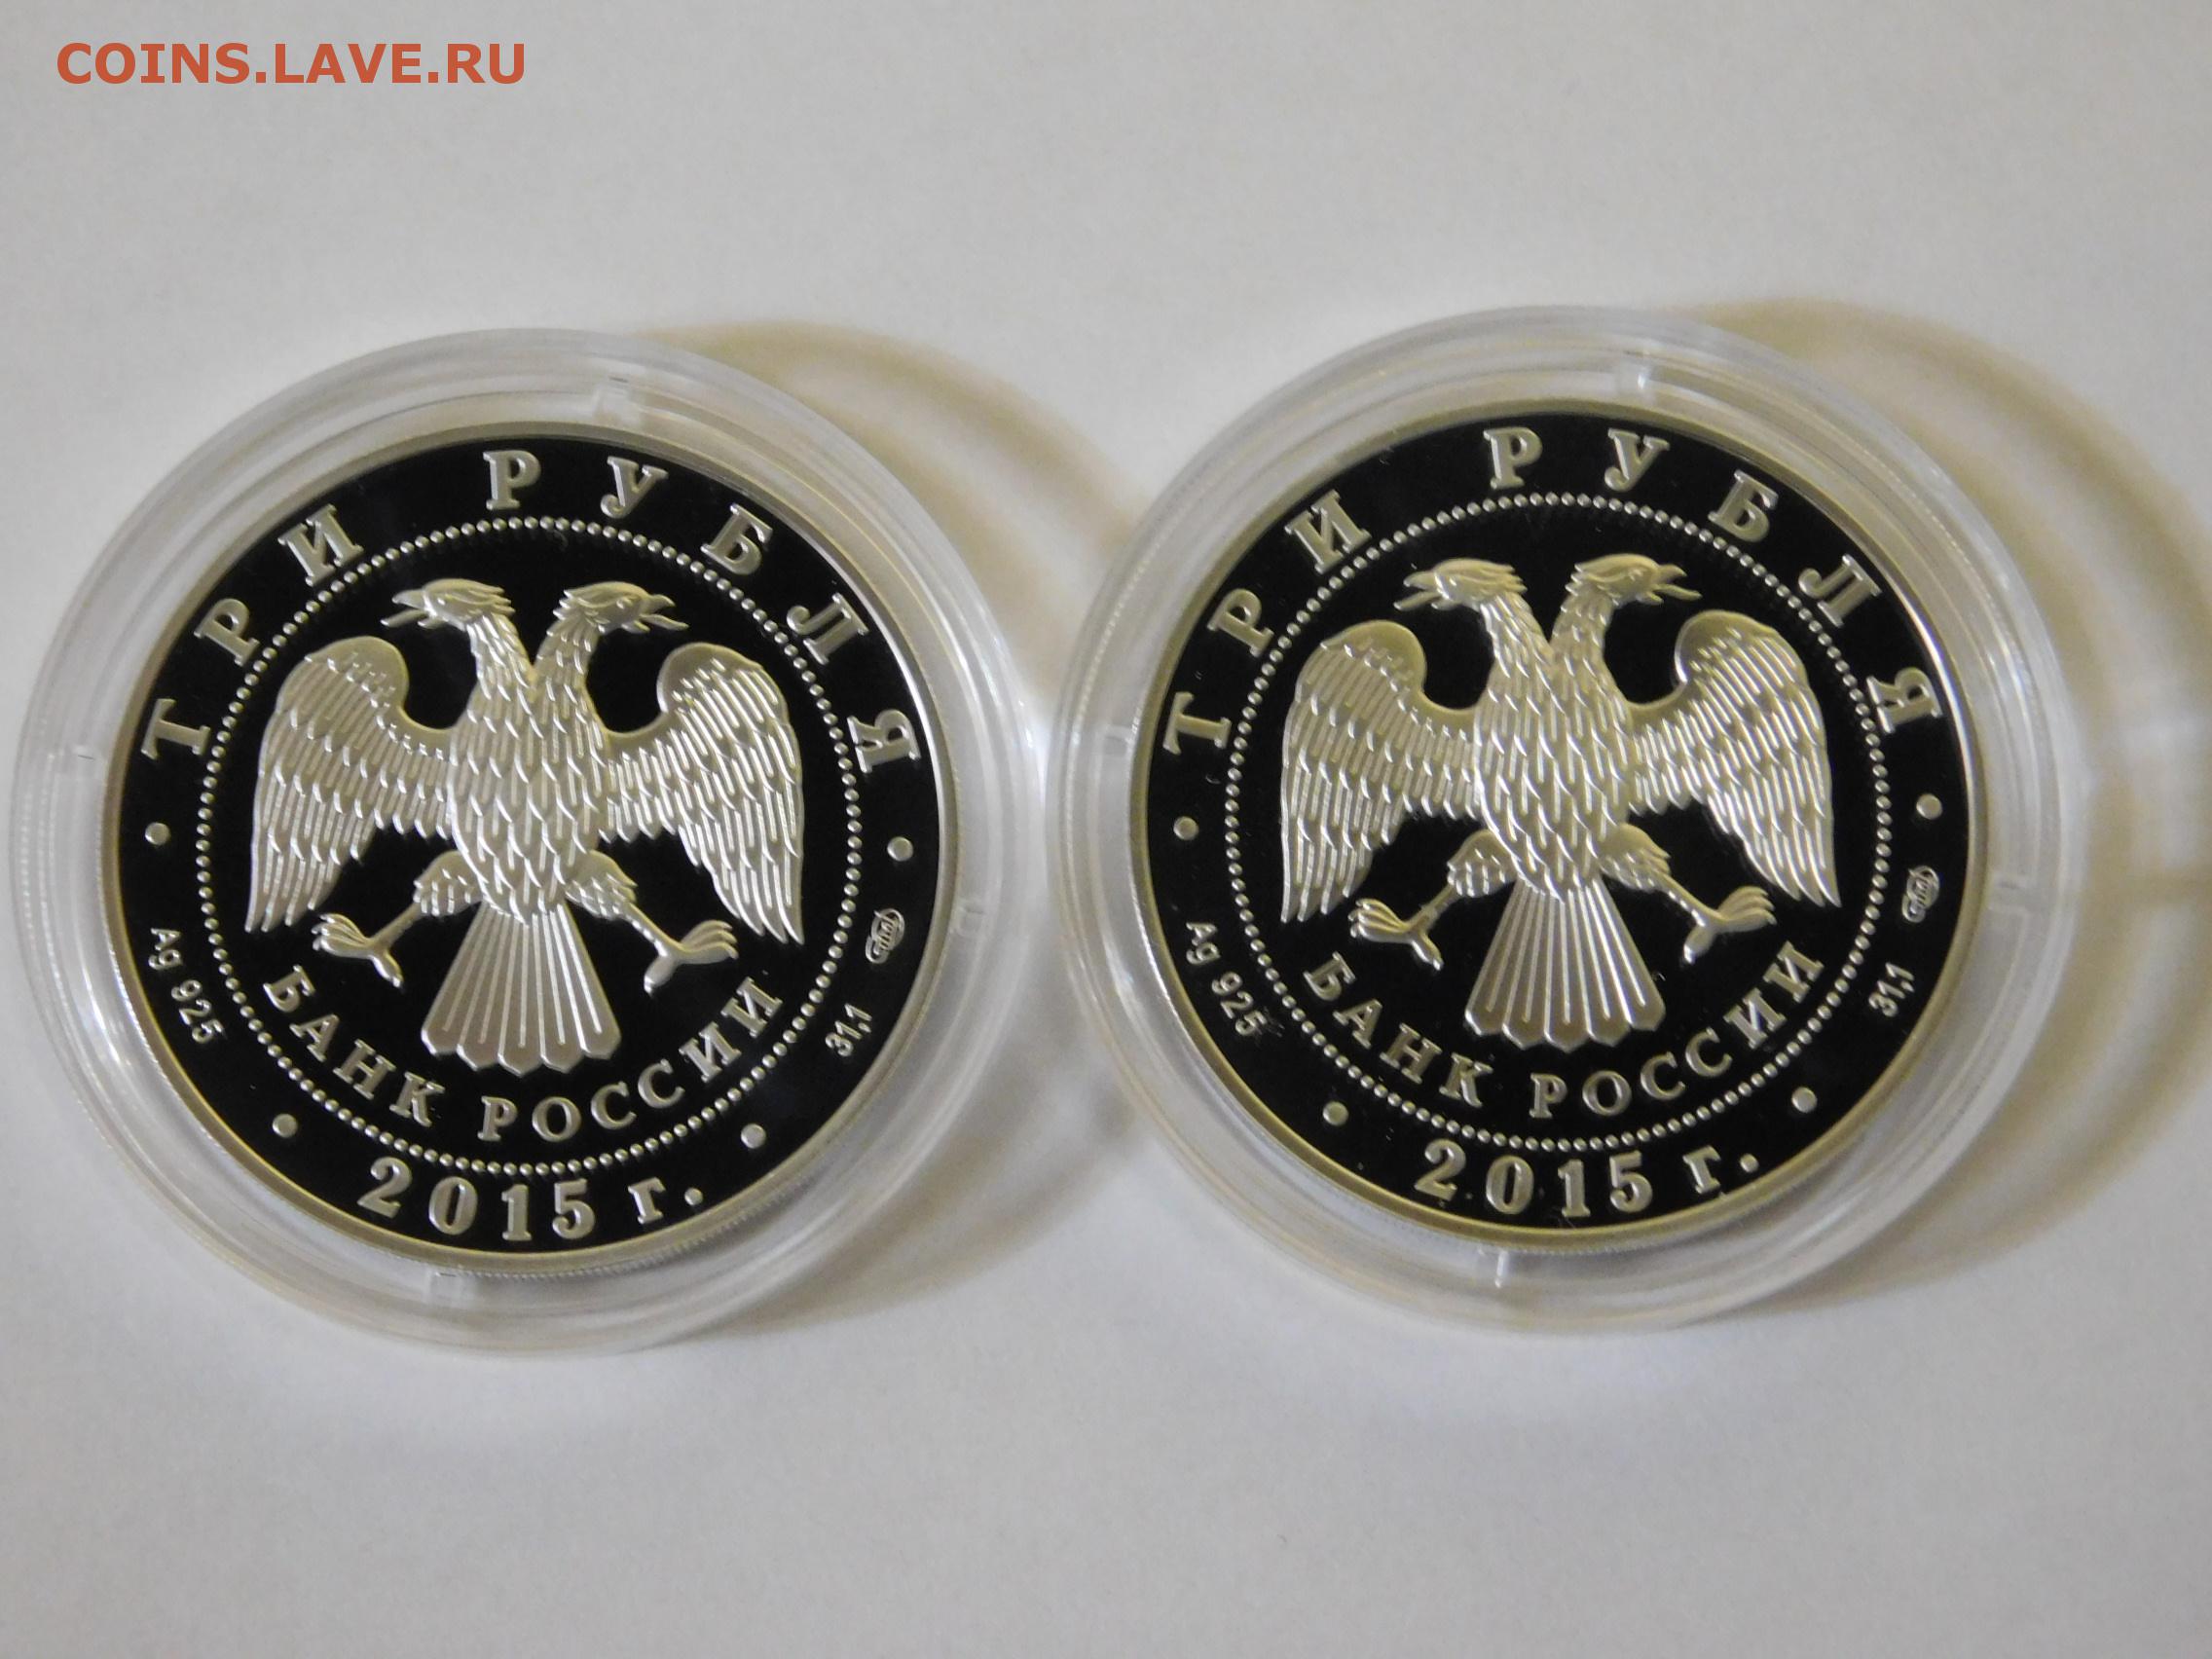 COINS.LAVE.RU
ТРИ РУБЛЯ
БАНК РОССИИ
Ag 925
31,1
2015 г.
ТРИ РУБЛЯ
БАНК РОССИИ
Ag 925
31,1
2015 г.